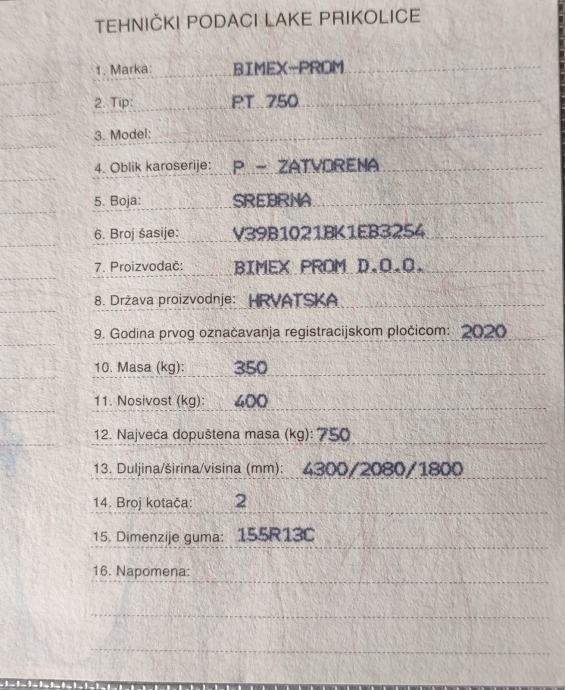 TEHNIČKI PODACI LAKE PRIKOLICE
1. Marka: BIMEX-PROM
2. Tip: PT 750
3. Model:
4. Oblik karoserije: P - ZATVORENA
5. Boja: SREBRNA
6. Broj šasije: V39B1021BK1EB3254
7. Proizvođač: BIMEX PROM D.O.O.
8. Država proizvodnje: HRVATSKA
9. Godina prvog označavanja registracijskom pločicom: 2020
10. Masa (kg): 350
11. Nosivost (kg): 400
12. Najveća dopuštena masa (kg): 750
13. Duljina/širina/visina (mm): 4300/2080/1800
14. Broj kotača: 2
15. Dimenzije guma: 155R13C
16. Napomena: